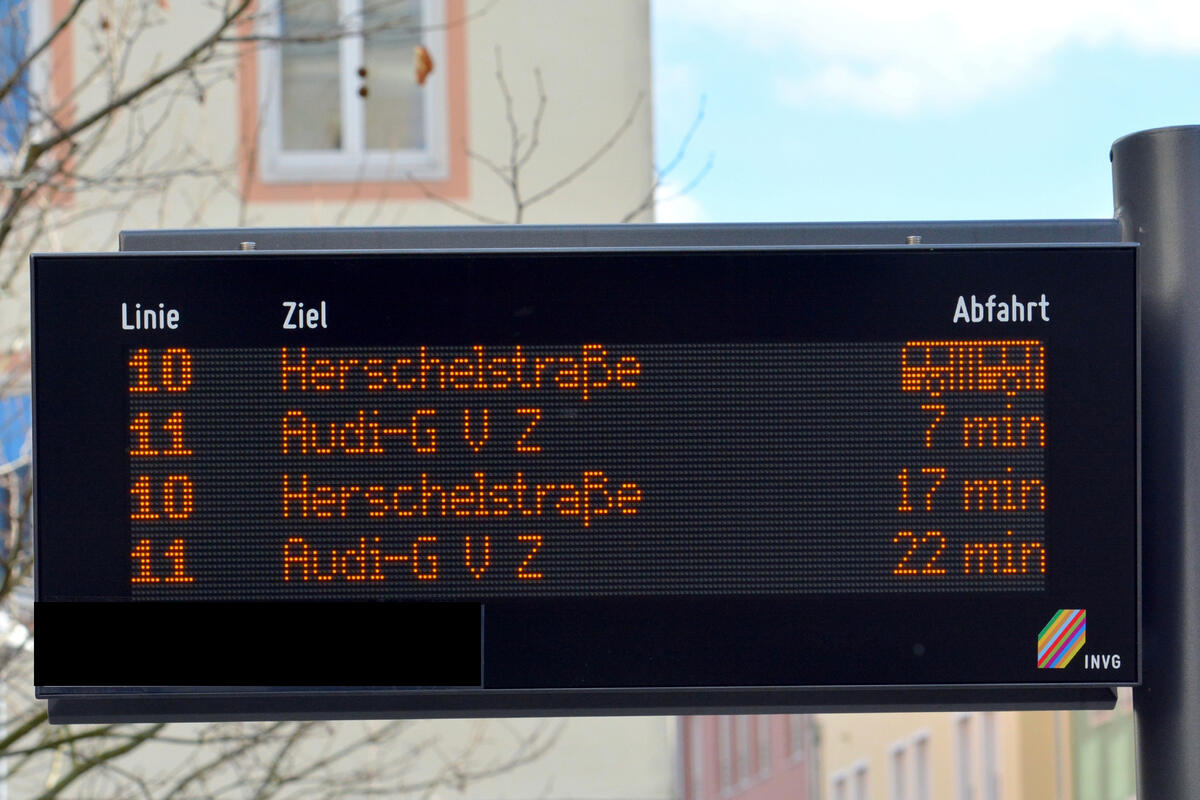 Linie Ziel Abfahrt
10 Herschelstraße
11 Audi-G V Z 7 min
10 Herschelstraße 17 min
11 Audi-G V Z 22 min
INVG